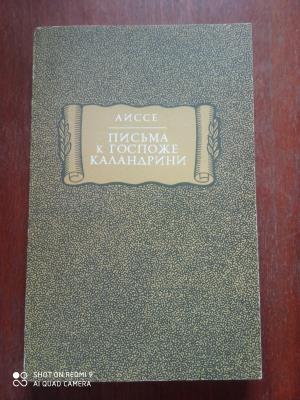 АИССЕ
ПИСЬМА
К ГОСПОЖЕ
КАЛАНДРИНИ
SHOT ON REDMI 9
AI QUAD CAMERA